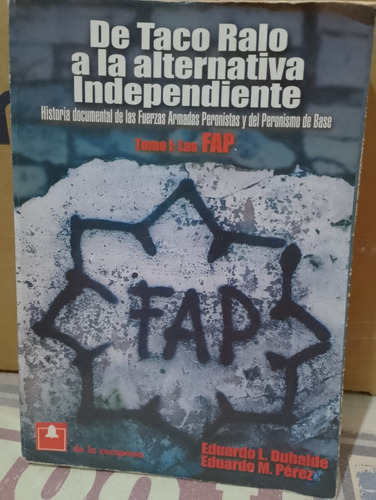 De Taco Ralo
a la alternativa
Independiente
Historia documental de las Fuerzas Armadas Peronistas y del Peronismo de Base
Tomo I: Las FAP
FAP
de la campana
Eduardo L. Duhalde
Eduardo M. Pérez